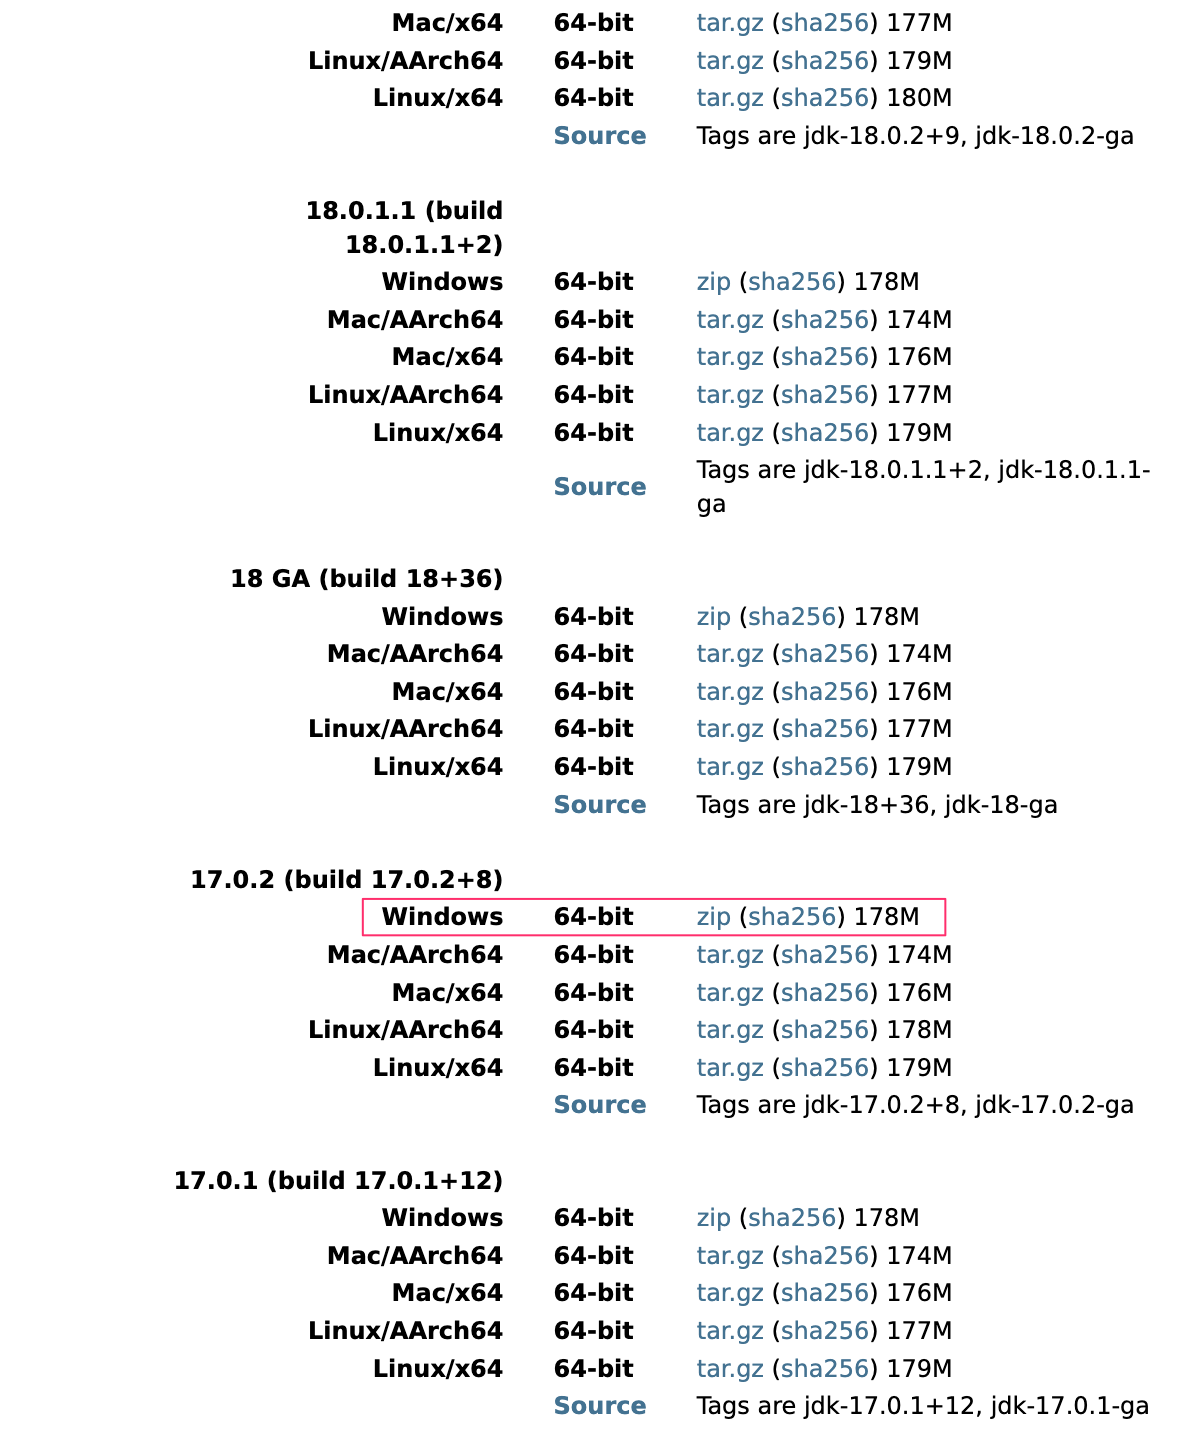 Mac/x64 64-bit tar.gz (sha256) 177M
Linux/AArch64 64-bit tar.gz (sha256) 179M
Linux/x64 64-bit tar.gz (sha256) 180M
Source Tags are jdk-18.0.2+9, jdk-18.0.2-ga
18.0.1.1 (build
18.0.1.1+2)
Windows 64-bit zip (sha256) 178M
Mac/AArch64 64-bit tar.gz (sha256) 174M
Mac/x64 64-bit tar.gz (sha256) 176M
Linux/AArch64 64-bit tar.gz (sha256) 177M
Linux/x64 64-bit tar.gz (sha256) 179M
Source Tags are jdk-18.0.1.1+2, jdk-18.0.1.1-
ga
18 GA (build 18+36)
Windows 64-bit zip (sha256) 178M
Mac/AArch64 64-bit tar.gz (sha256) 174M
Mac/x64 64-bit tar.gz (sha256) 176M
Linux/AArch64 64-bit tar.gz (sha256) 177M
Linux/x64 64-bit tar.gz (sha256) 179M
Source Tags are jdk-18+36, jdk-18-ga
17.0.2 (build 17.0.2+8)
Windows 64-bit zip (sha256) 178M
Mac/AArch64 64-bit tar.gz (sha256) 174M
Mac/x64 64-bit tar.gz (sha256) 176M
Linux/AArch64 64-bit tar.gz (sha256) 178M
Linux/x64 64-bit tar.gz (sha256) 179M
Source Tags are jdk-17.0.2+8, jdk-17.0.2-ga
17.0.1 (build 17.0.1+12)
Windows 64-bit zip (sha256) 178M
Mac/AArch64 64-bit tar.gz (sha256) 174M
Mac/x64 64-bit tar.gz (sha256) 176M
Linux/AArch64 64-bit tar.gz (sha256) 177M
Linux/x64 64-bit tar.gz (sha256) 179M
Source Tags are jdk-17.0.1+12, jdk-17.0.1-ga